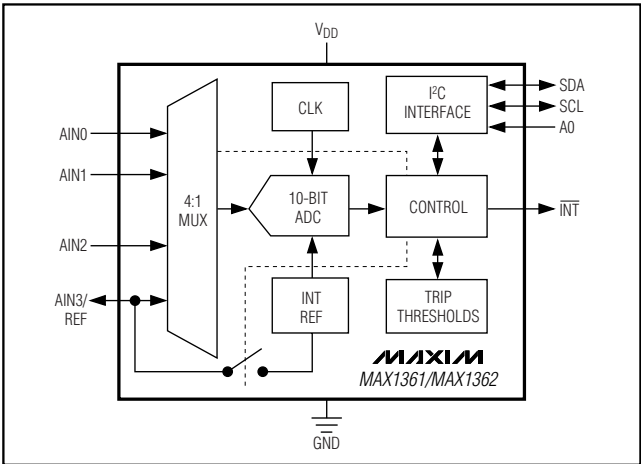 VDD
CLK
I²C
INTERFACE
SDA
SCL
A0
AIN0
AIN1
AIN2
AIN3/
REF
4:1
MUX
10-BIT
ADC
CONTROL
INT
INT
REF
TRIP
THRESHOLDS
MAXIM
MAX1361/MAX1362
GND